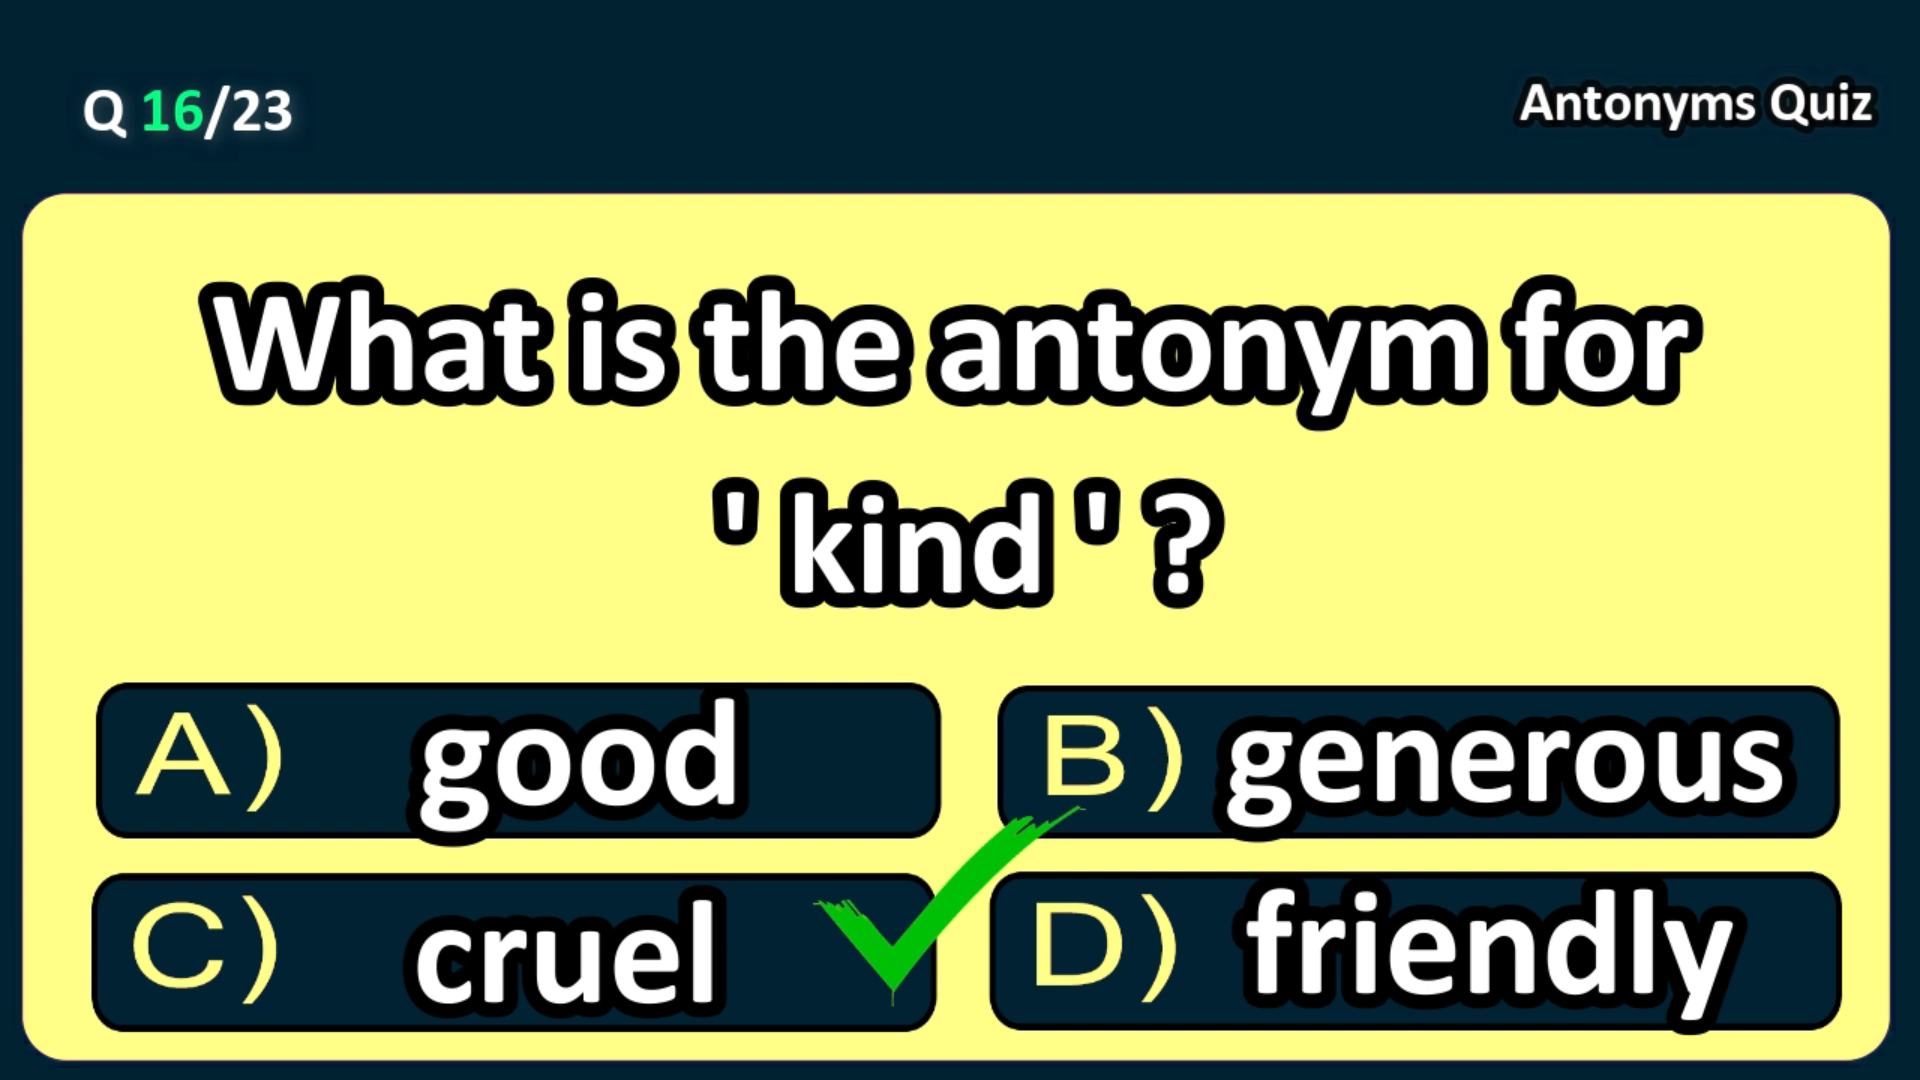 Q 16/23
Antonyms Quiz
What is the antonym for
' kind ' ?
A) good
B) generous
C) cruel
D) friendly